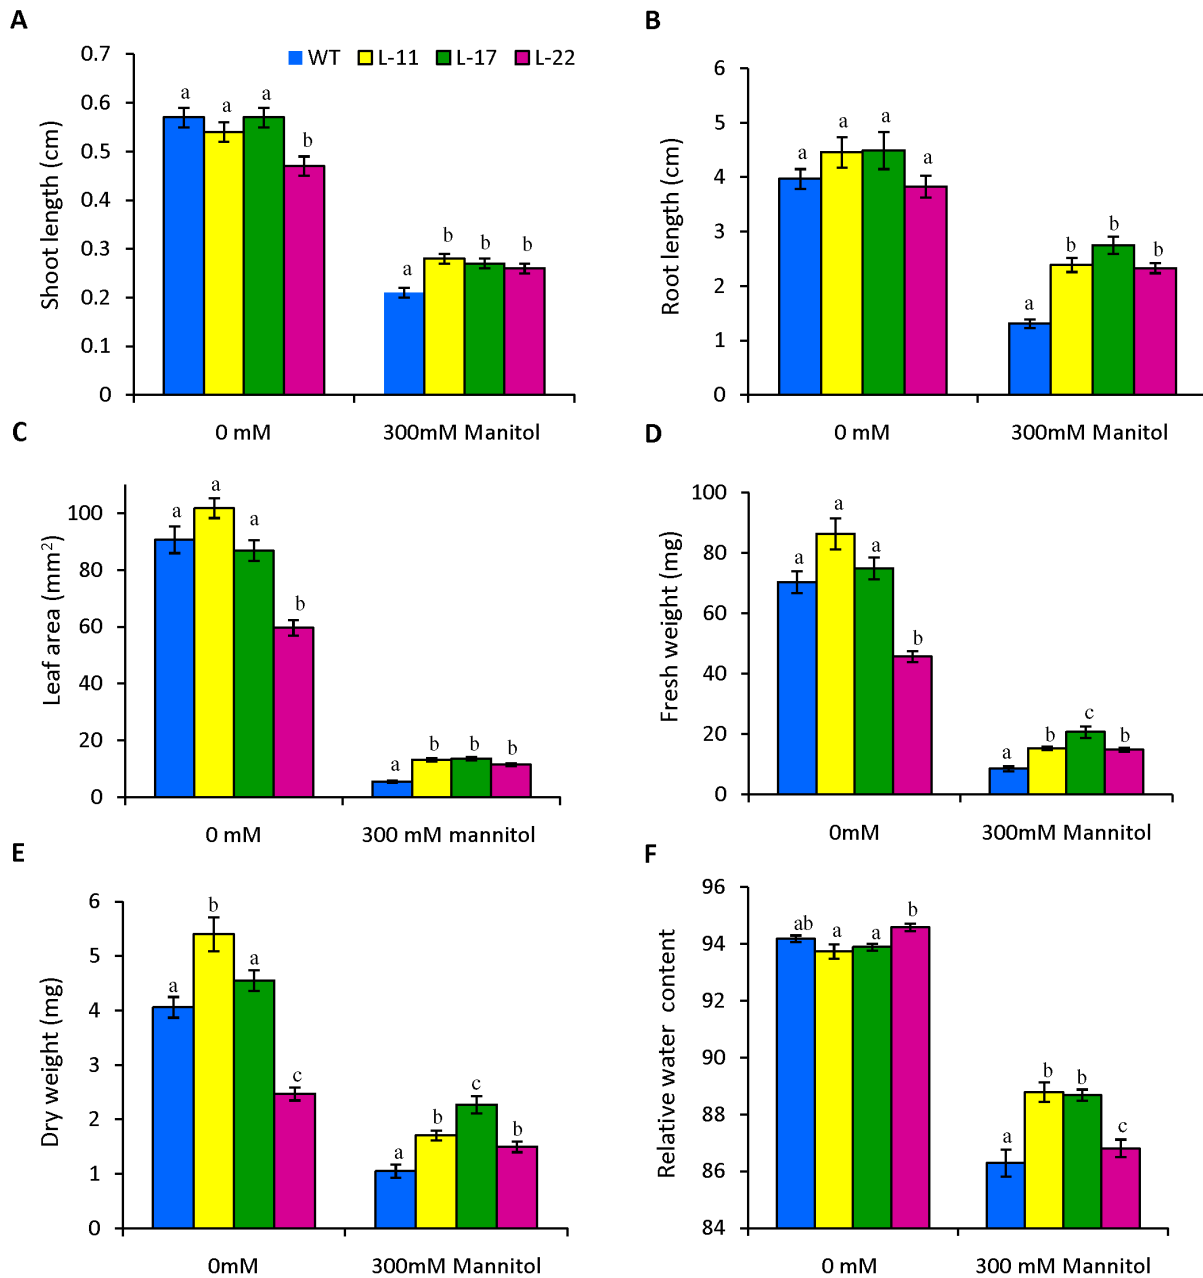 A
WT L-11 L-17 L-22
Shoot length (cm)
0.7
0.6
0.5
0.4
0.3
0.2
0.1
0
a a a b
a b b b
0 mM 300mM Manitol
B
Root length (cm)
6
5
4
3
2
1
0
a a a a
a b b b
0 mM 300mM Manitol
C
Leaf area (mm²)
100
80
60
40
20
0
a a a b
a b b b
0 mM 300 mM mannitol
D
Fresh weight (mg)
100
80
60
40
20
0
a a a b
a b c b
0mM 300mM Mannitol
E
Dry weight (mg)
6
5
4
3
2
1
0
a b a c
a b c b
0mM 300mM Mannitol
F
Relative water content
96
94
92
90
88
86
84
ab a a b
a b b c
0 mM 300 mM Mannitol